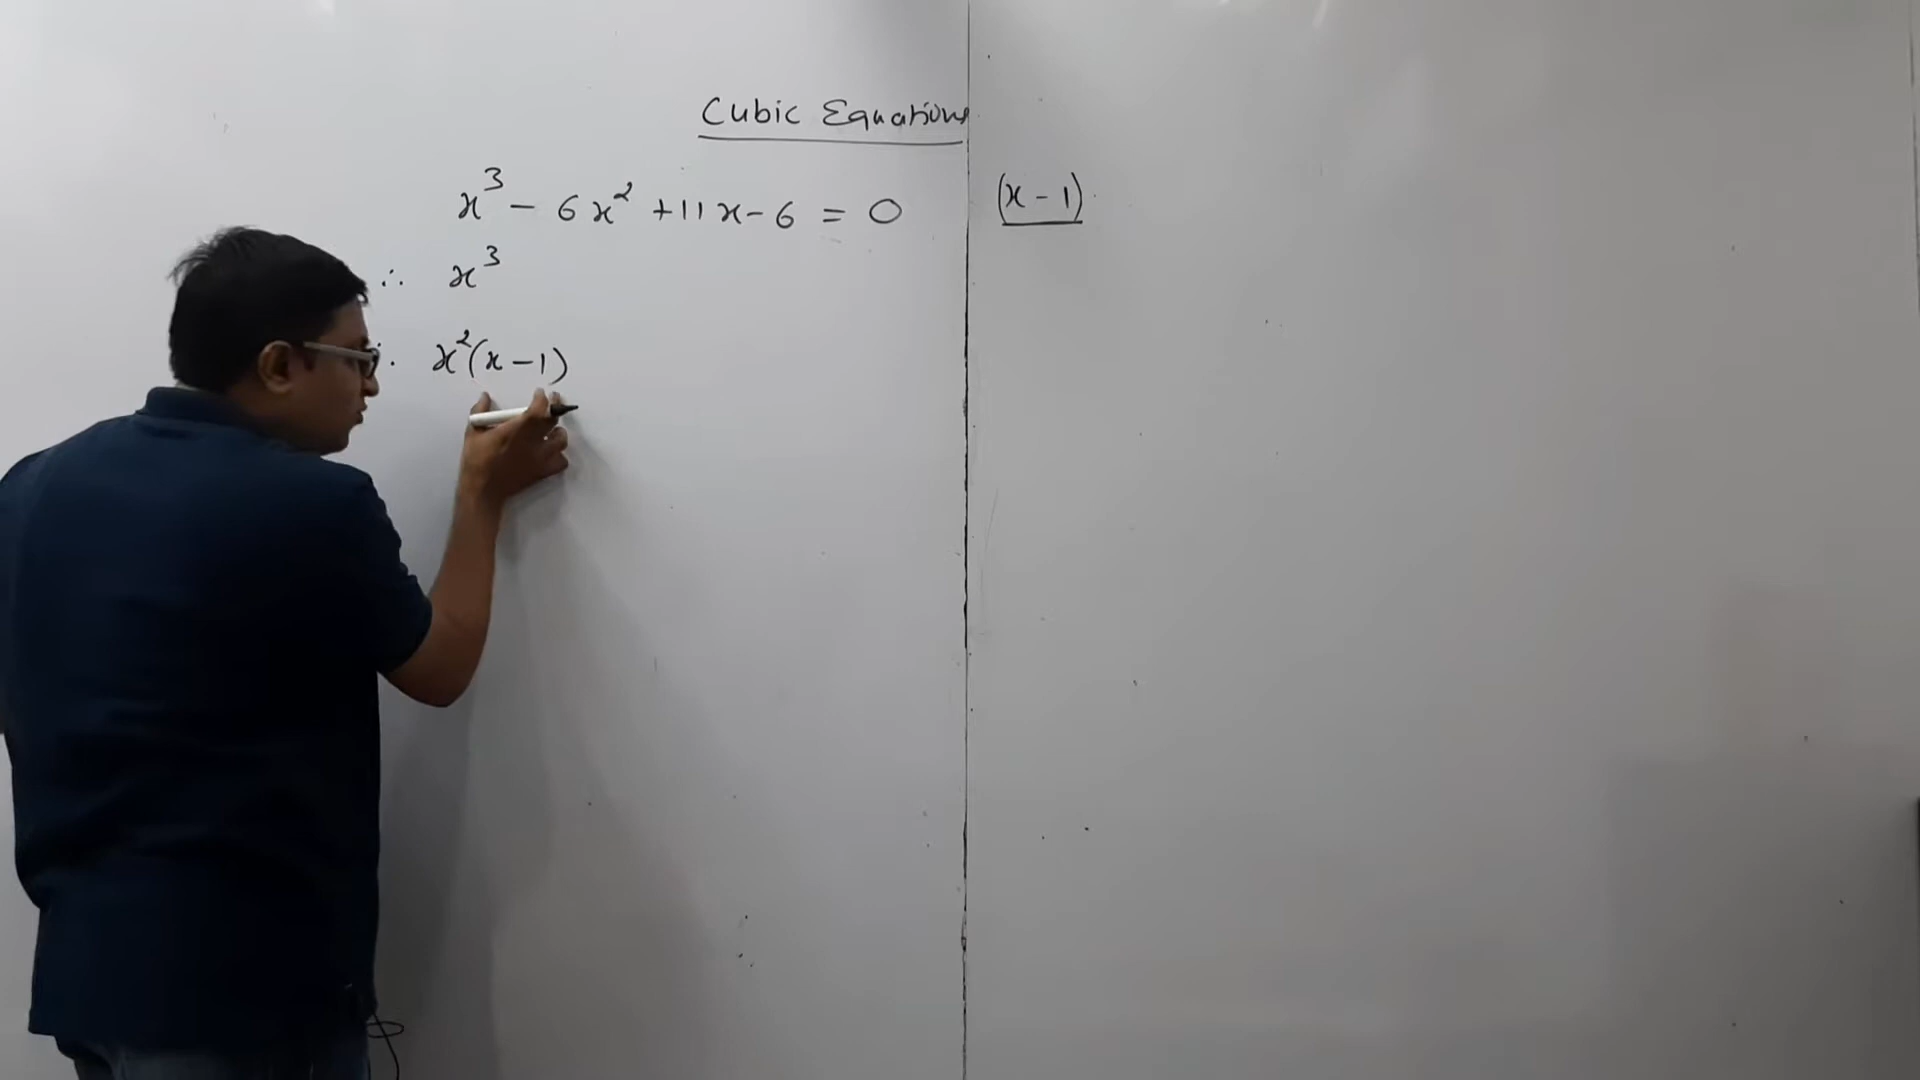 Cubic Equations
x³ - 6x² + 11x - 6 = 0
(x - 1)
∴ x³
∴ x²(x - 1)